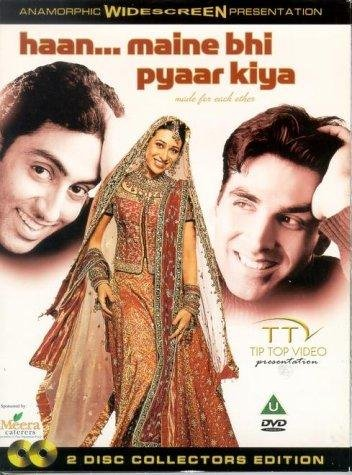 ANAMORPHIC WIDESCREEN PRESENTATION
haan... maine bhi
pyaar kiya
made for each other
TTV
TIP TOP VIDEO
presentation
Sponsored by:
Meera
caterers
U
DVD
VIDEO
2 DISC COLLECTORS EDITION